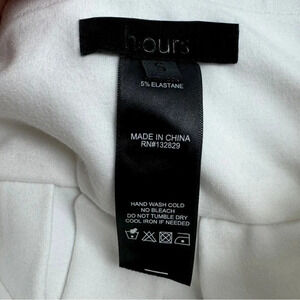 h:ours
S
5% ELASTANE
MADE IN CHINA
RN#132829
HAND WASH COLD
NO BLEACH
DO NOT TUMBLE DRY
COOL IRON IF NEEDED